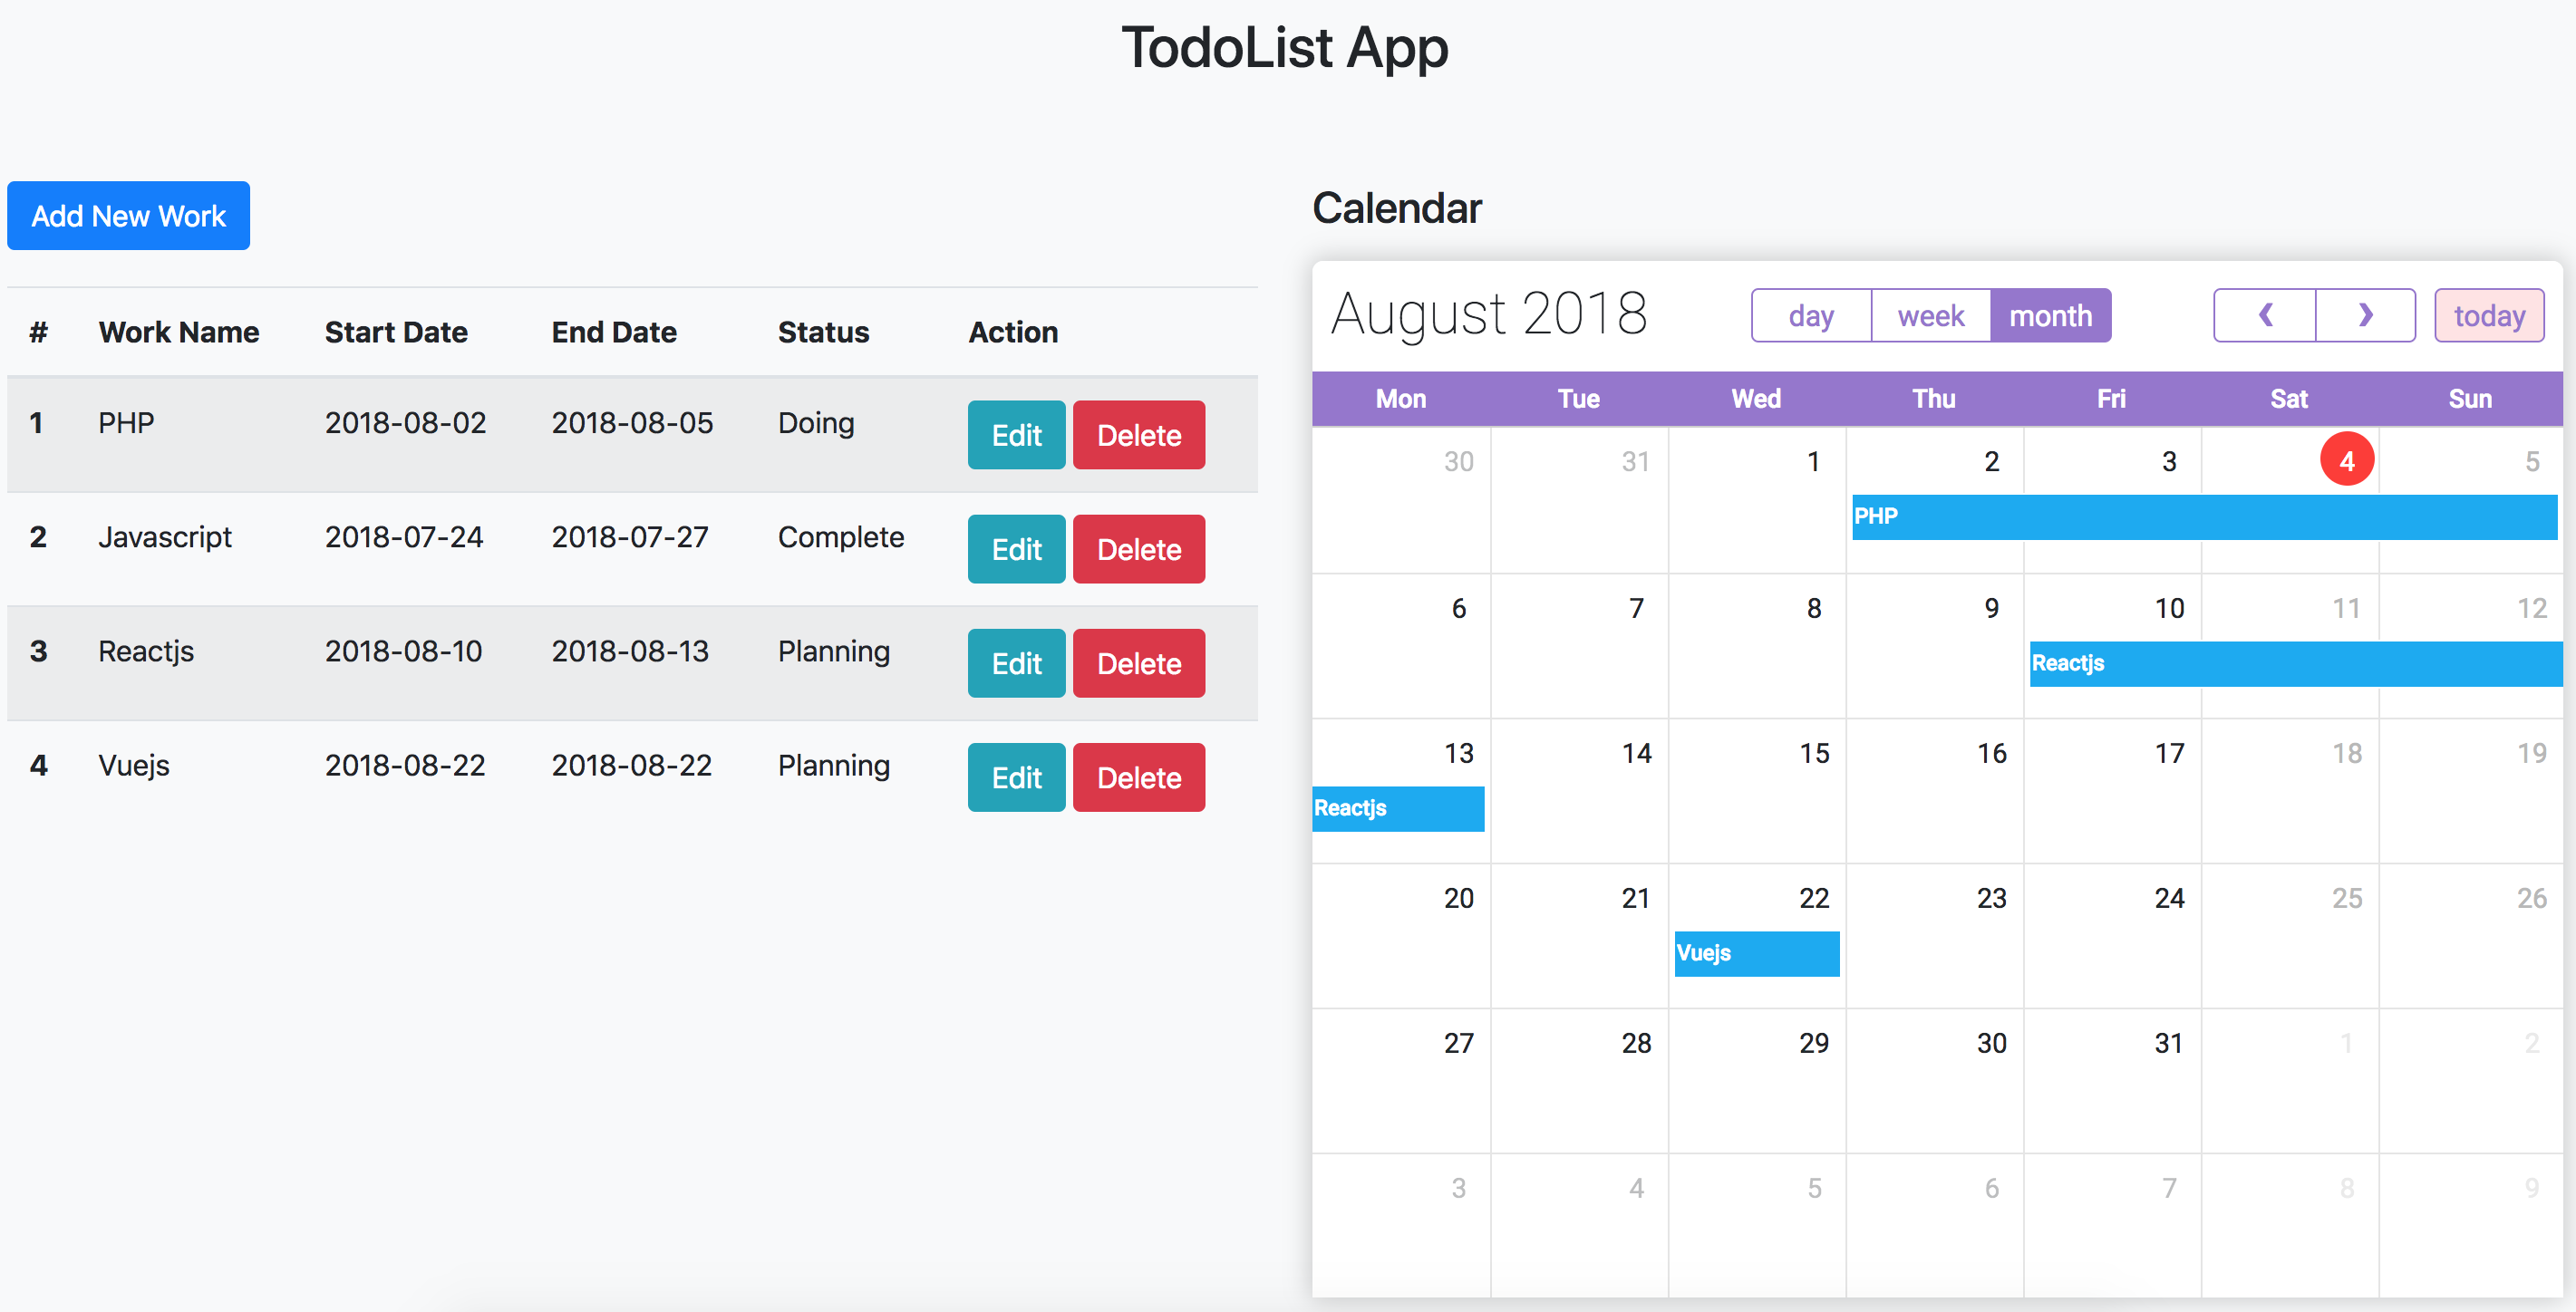 TodoList App
Add New Work
# Work Name Start Date End Date Status Action
1 PHP 2018-08-02 2018-08-05 Doing Edit Delete
2 Javascript 2018-07-24 2018-07-27 Complete Edit Delete
3 Reactjs 2018-08-10 2018-08-13 Planning Edit Delete
4 Vuejs 2018-08-22 2018-08-22 Planning Edit Delete
Calendar
August 2018 day week month ‹ › today
Mon Tue Wed Thu Fri Sat Sun
30 31 1 2 3 4 5
PHP
6 7 8 9 10 11 12
Reactjs
13 14 15 16 17 18 19
Reactjs
20 21 22 23 24 25 26
Vuejs
27 28 29 30 31 1 2
3 4 5 6 7 8 9